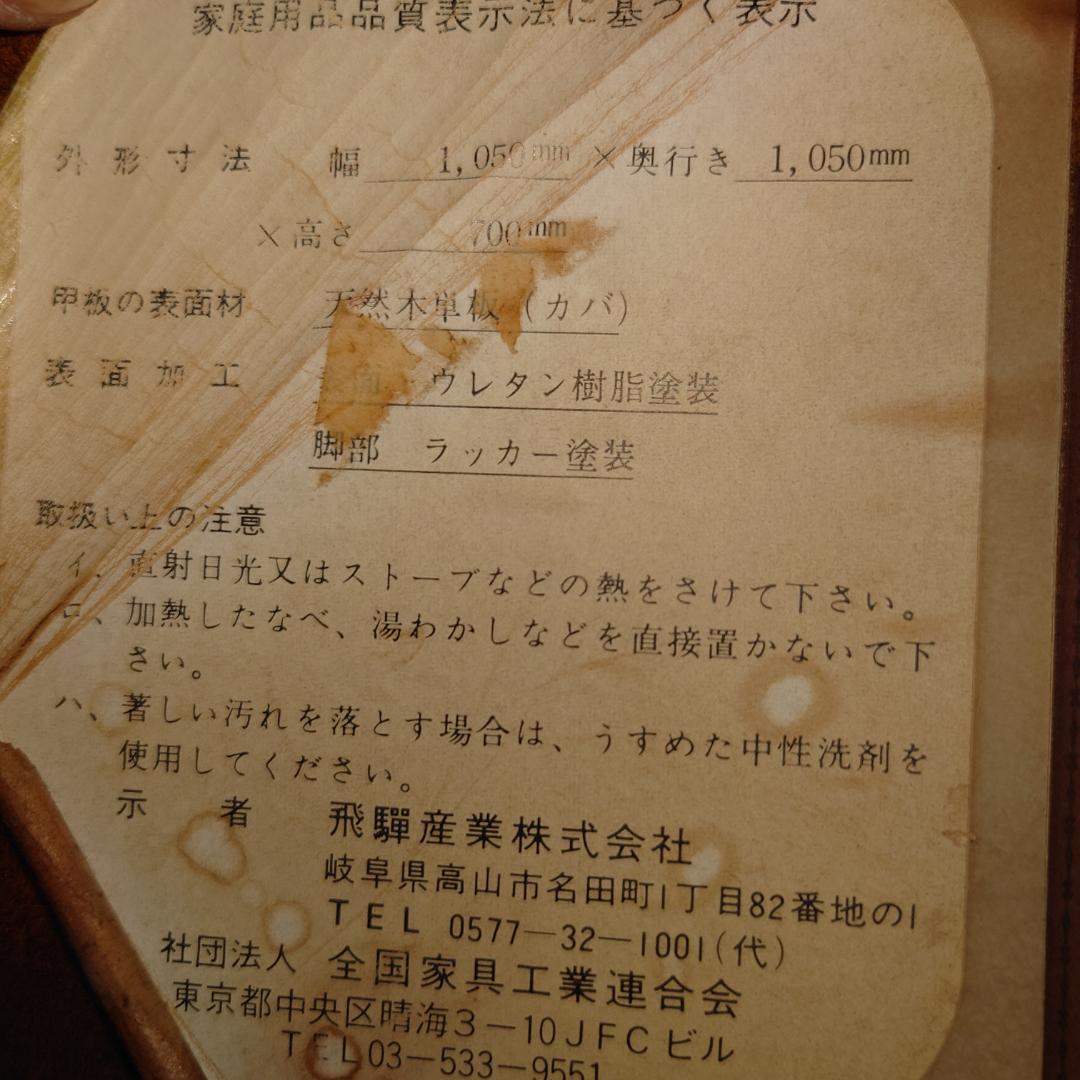 家庭用品品質表示法に基づく表示
外形寸法 幅 1,050mm ×奥行き 1,050mm
×高さ 700mm
甲板の表面材 天然木単板（カバ）
表面加工 表面 ウレタン樹脂塗装
脚部 ラッカー塗装
取扱い上の注意
イ、直射日光又はストーブなどの熱をさけて下さい。
ロ、加熱したなべ、湯わかしなどを直接置かないで下
さい。
ハ、著しい汚れを落とす場合は、うすめた中性洗剤を
使用してください。
示者 飛驒産業株式会社
岐阜県高山市名田町1丁目82番地の1
TEL 0577―32―1001(代)
社団法人 全国家具工業連合会
東京都中央区晴海3－10JFCビル
TEL03―533―9551